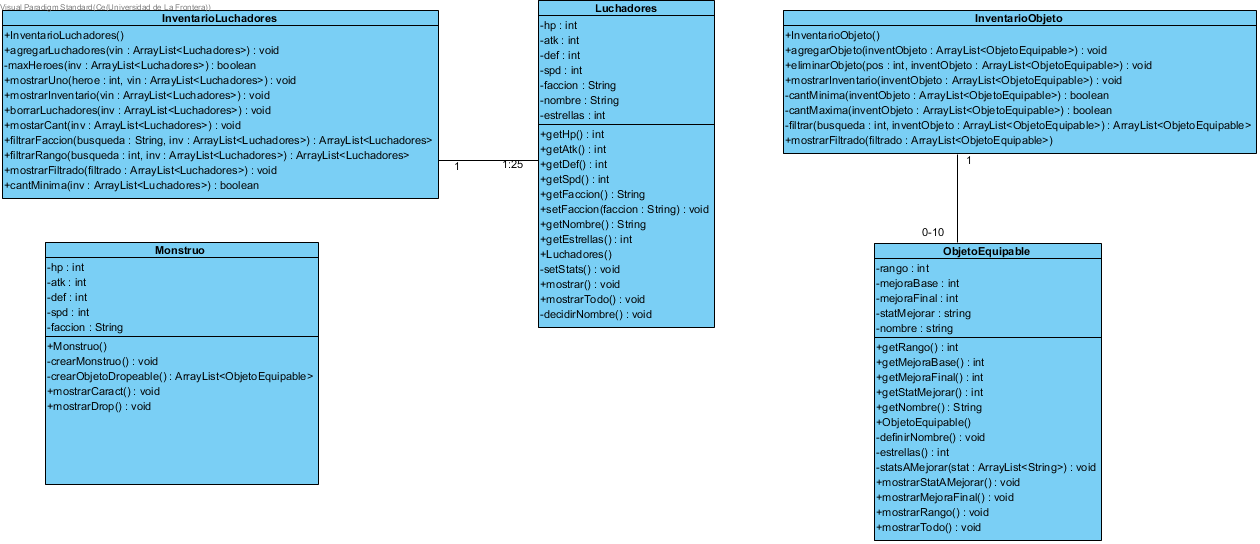 Visual Paradigm Standard(Ce(Universidad de La Frontera))
InventarioLuchadores
+InventarioLuchadores()
+agregarLuchadores(vin : ArrayList<Luchadores>) : void
-maxHeroes(inv : ArrayList<Luchadores>) : boolean
+mostrarUno(heroe : int, vin : ArrayList<Luchadores>) : void
+mostrarInventario(vin : ArrayList<Luchadores>) : void
+borrarLuchadores(inv : ArrayList<Luchadores>) : void
+mostarCant(inv : ArrayList<Luchadores>) : void
+filtrarFaccion(busqueda : String, inv : ArrayList<Luchadores>) : ArrayList<Luchadores>
+filtrarRango(busqueda : int, inv : ArrayList<Luchadores>) : ArrayList<Luchadores>
+mostrarFiltrado(filtrado : ArrayList<Luchadores>) : void
+cantMinima(inv : ArrayList<Luchadores>) : boolean
1
1:25
Luchadores
-hp : int
-atk : int
-def : int
-spd : int
-faccion : String
-nombre : String
-estrellas : int
+getHp() : int
+getAtk() : int
+getDef() : int
+getSpd() : int
+getFaccion() : String
+setFaccion(faccion : String) : void
+getNombre() : String
+getEstrellas() : int
+Luchadores()
-setStats() : void
+mostrar() : void
+mostrarTodo() : void
-decidirNombre() : void
InventarioObjeto
+InventarioObjeto()
+agregarObjeto(inventObjeto : ArrayList<ObjetoEquipable>) : void
+eliminarObjeto(pos : int, inventObjeto : ArrayList<ObjetoEquipable>) : void
+mostrarInventario(inventObjeto : ArrayList<ObjetoEquipable>) : void
-cantMinima(inventObjeto : ArrayList<ObjetoEquipable>) : boolean
-cantMaxima(inventObjeto : ArrayList<ObjetoEquipable>) : boolean
-filtrar(busqueda : int, inventObjeto : ArrayList<ObjetoEquipable>) : ArrayList<ObjetoEquipable>
+mostrarFiltrado(filtrado : ArrayList<ObjetoEquipable>)
1
0-10
Monstruo
-hp : int
-atk : int
-def : int
-spd : int
-faccion : String
+Monstruo()
-crearMonstruo() : void
-crearObjetoDropeable() : ArrayList<ObjetoEquipable>
+mostrarCaract() : void
+mostrarDrop() : void
ObjetoEquipable
-rango : int
-mejoraBase : int
-mejoraFinal : int
-statMejorar : string
-nombre : string
+getRango() : int
+getMejoraBase() : int
+getMejoraFinal() : int
+getStatMejorar() : int
+getNombre() : String
+ObjetoEquipable()
-definirNombre() : void
-estrellas() : int
-statsAMejorar(stat : ArrayList<String>) : void
+mostrarStatAMejorar() : void
+mostrarMejoraFinal() : void
+mostrarRango() : void
+mostrarTodo() : void